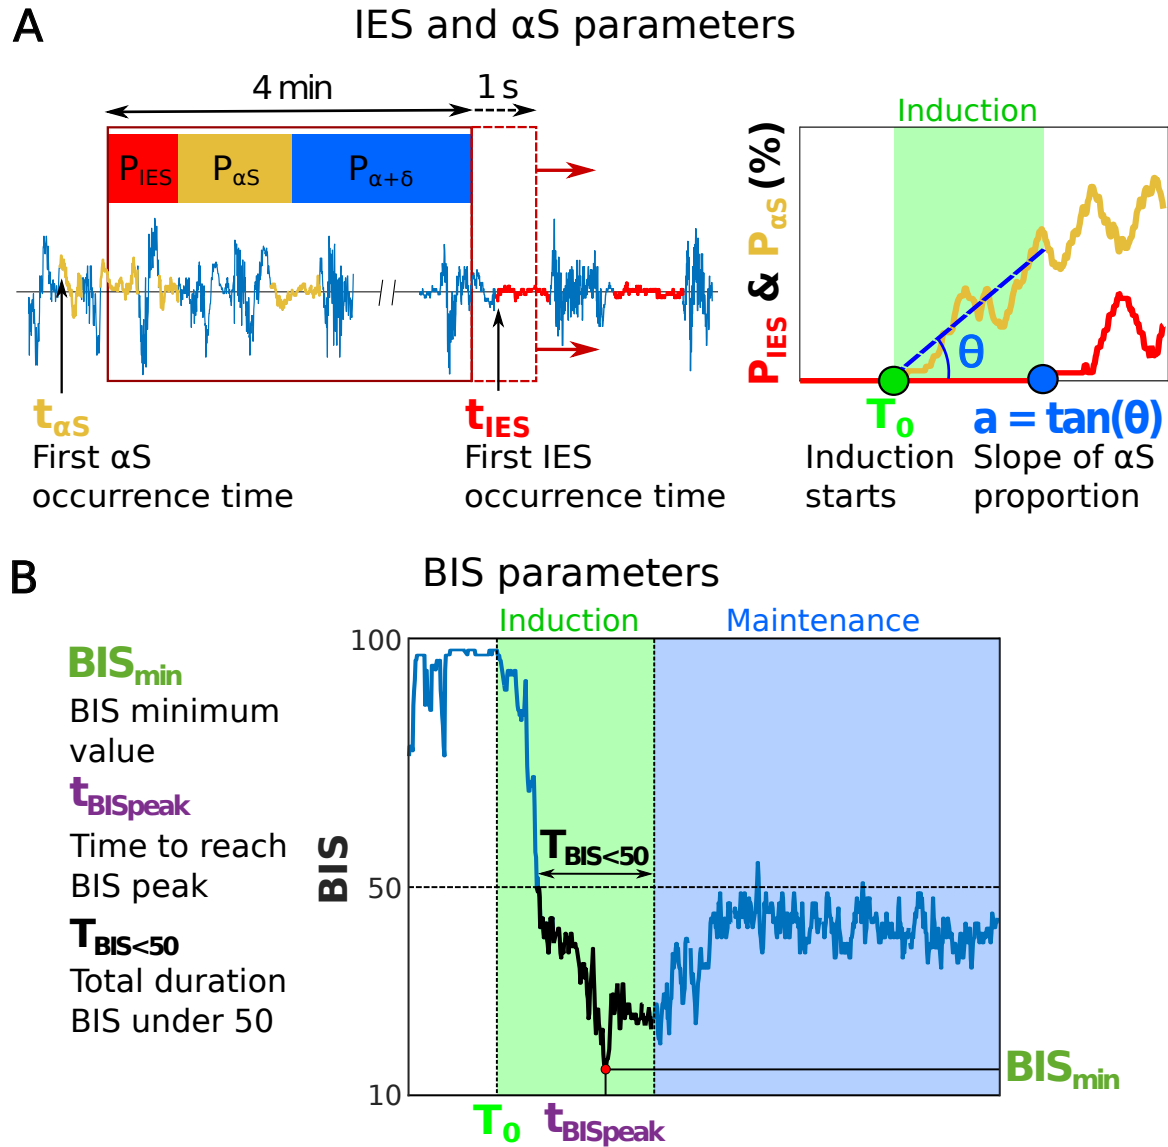 A
IES and αS parameters
4 min
1 s
P_IES
P_αS
P_α+δ
t_αS
First αS
occurrence time
t_IES
First IES
occurrence time
Induction
P_IES & P_αS (%)
θ
T_0
Induction
starts
a = tan(θ)
Slope of αS
proportion
B
BIS parameters
BIS_min
BIS minimum
value
t_BISpeak
Time to reach
BIS peak
T_BIS<50
Total duration
BIS under 50
Induction
Maintenance
100
50
10
BIS
T_BIS<50
BIS_min
T_0
t_BISpeak